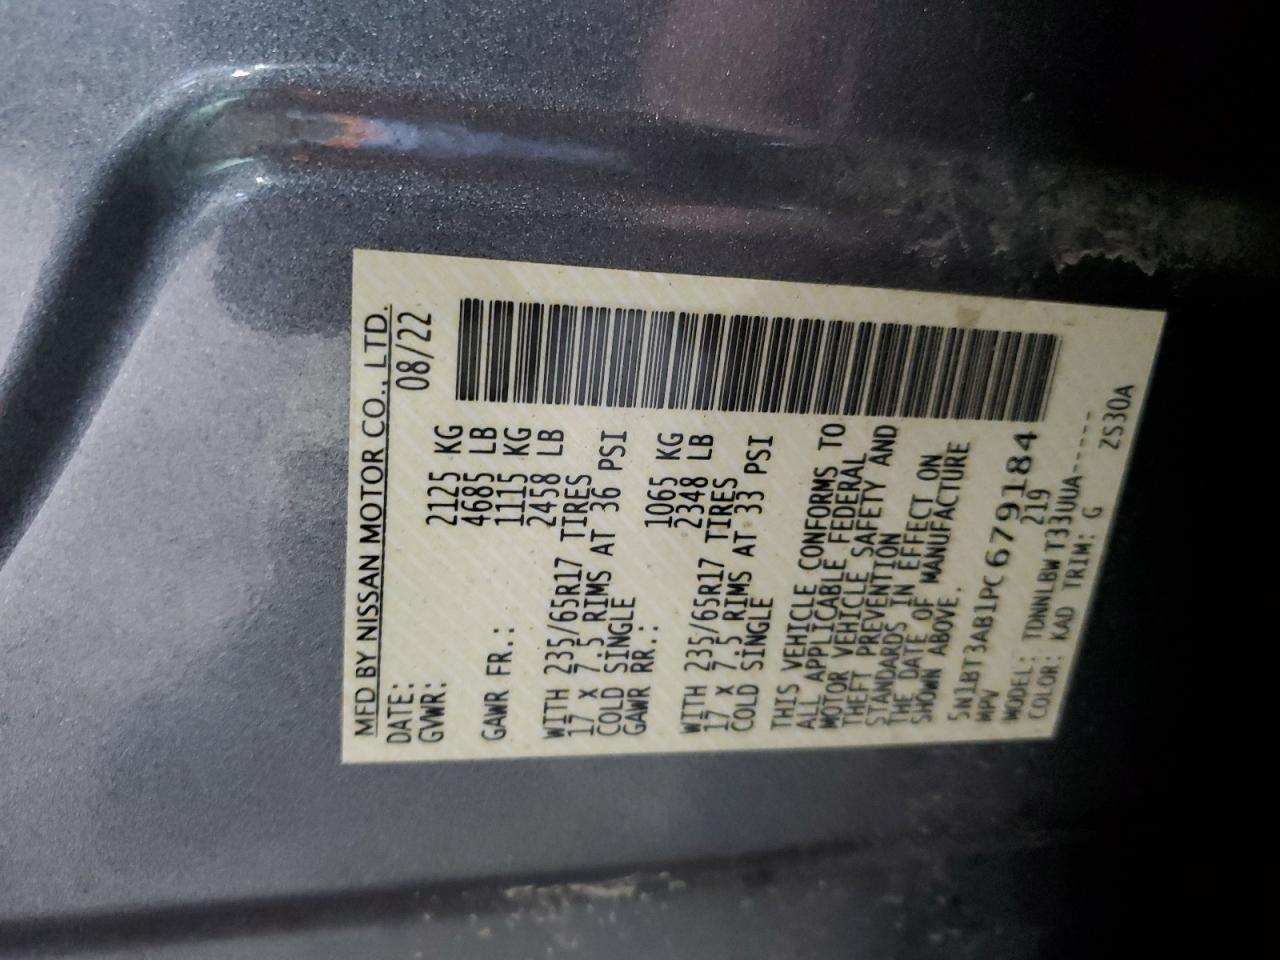 MFD BY NISSAN MOTOR CO., LTD.
DATE: 08/22
GVWR: 2125 KG
4685 LB
GAWR FR.: 1115 KG
2458 LB
WITH 235/65R17 TIRES
17 X 7.5 RIMS AT 36 PSI
COLD SINGLE
GAWR RR.: 1065 KG
2348 LB
WITH 235/65R17 TIRES
17 X 7.5 RIMS AT 33 PSI
COLD SINGLE
THIS VEHICLE CONFORMS TO
ALL APPLICABLE FEDERAL
MOTOR VEHICLE SAFETY AND
THEFT PREVENTION
STANDARDS IN EFFECT ON
THE DATE OF MANUFACTURE
SHOWN ABOVE.
5N1BT3AB1PC679184
MPV 219
MODEL: TDNNLBWT33UUA-----
COLOR: KAD TRIM: G ZS30A